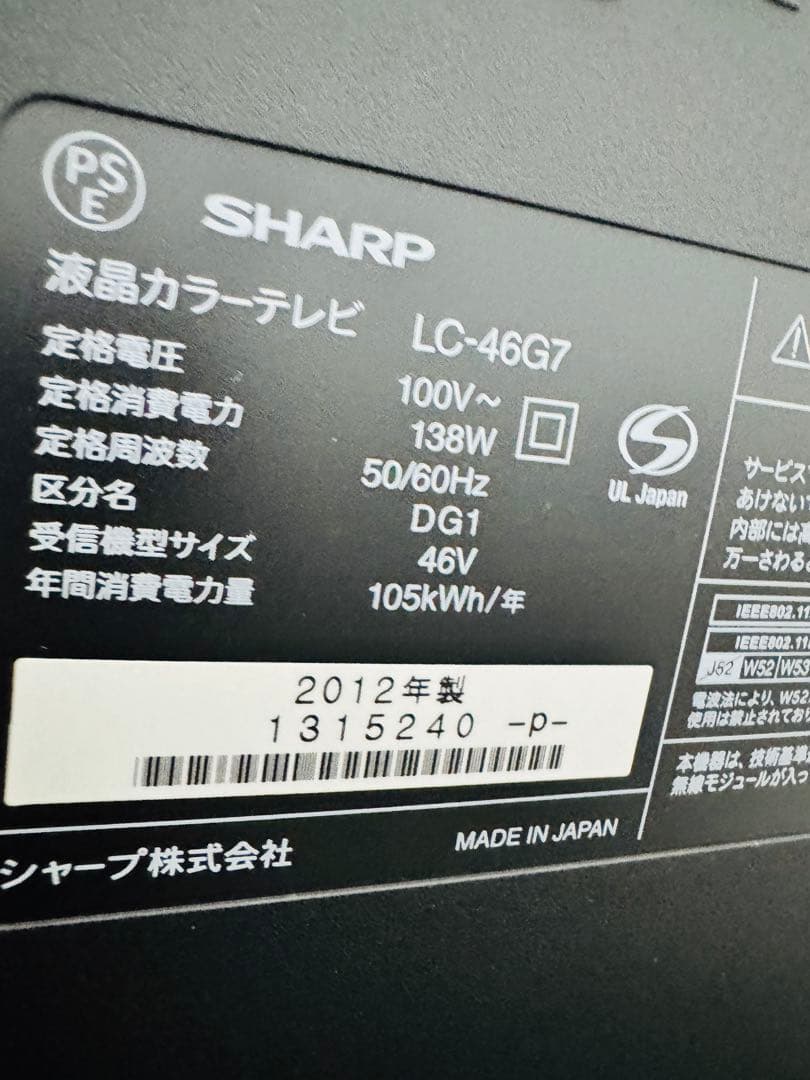 PSE
SHARP
液晶カラーテレビ LC-46G7
定格電圧 100V～
定格消費電力 138W
定格周波数 50/60Hz
区分名 DG1
受信機型サイズ 46V
年間消費電力量 105kWh/年
UL Japan
2012年製
1315240 -p-
シャープ株式会社
MADE IN JAPAN
サービス
あけない
内部には高
万一さわると
IEEE802.11
IEEE802.11
J52 W52 W53
電波法により、W52
使用は禁止されており
本機器は、技術基準
無線モジュールが入っ